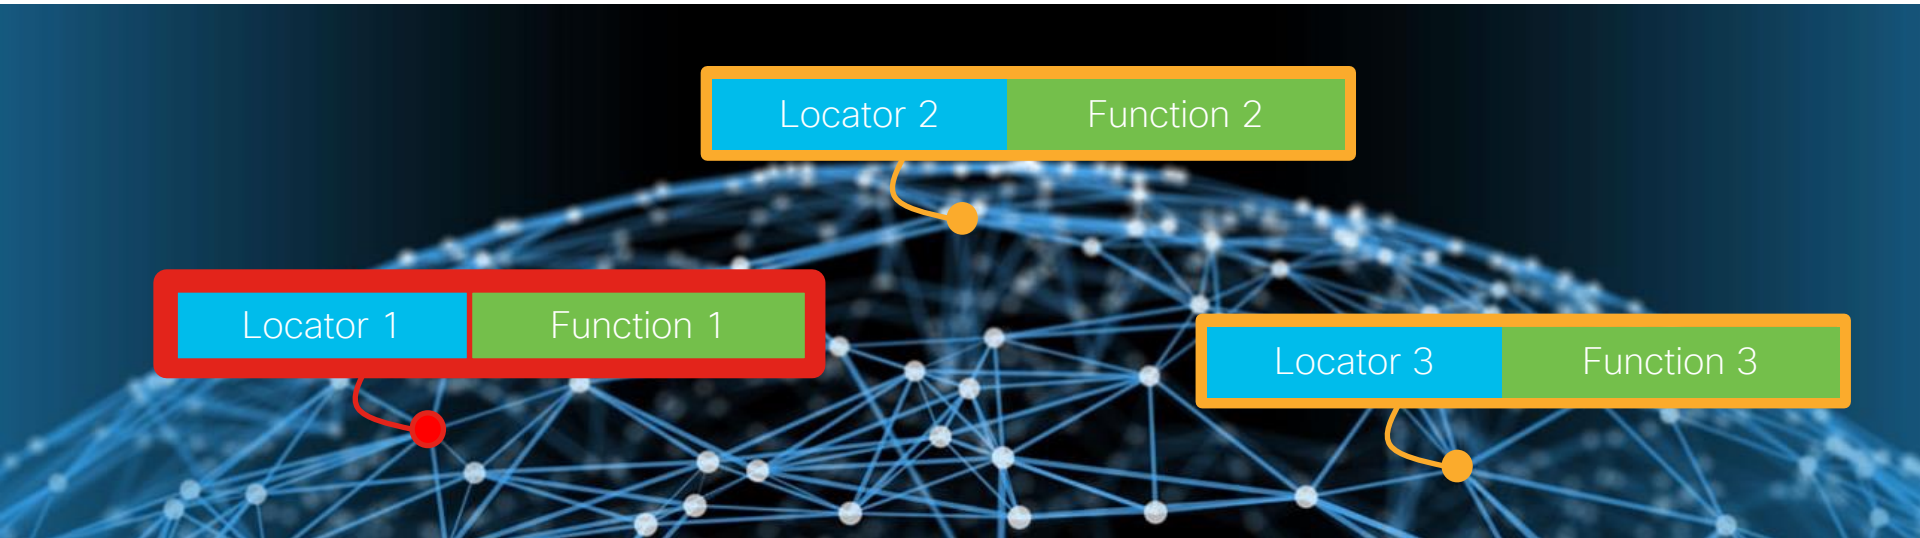 Locator 2 Function 2
Locator 1 Function 1
Locator 3 Function 3